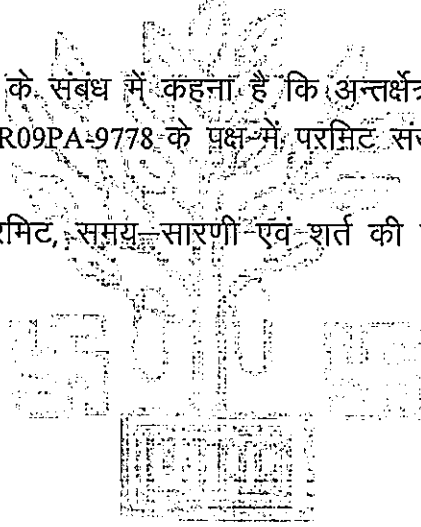 के संबंध में कहना है कि अन्तर्क्षेत्र
R09PA-9778 के पक्ष में परमिट सं
रमिट, समय-सारणी एवं शर्त की